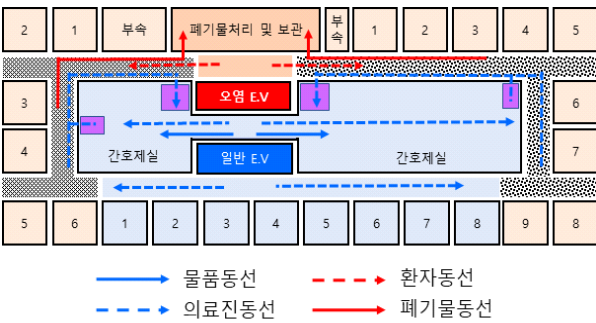 2 1 부속 폐기물처리 및 보관 부속 1 2 3 4 5
오염 E.V
3 6
4 간호제실 일반 E.V 간호제실 7
5 6 1 2 3 4 5 6 7 8 9 8
물품동선 환자동선
의료진동선 폐기물동선